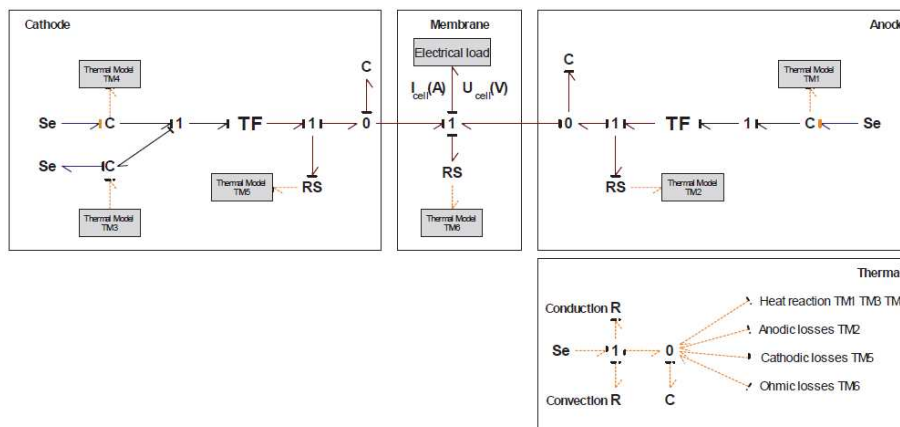 Cathode
Membrane
Anode
Thermal Model
TM4
Electrical load
Thermal Model
TM1
C
I cell(A) U cell(V)
C
Se C 1 TF 1 0 1 0 1 TF 1 C Se
Se C
Thermal Model
TM5
RS
RS
RS
Thermal Model
TM2
Thermal Model
TM3
Thermal Model
TM6
Therma
Conduction R
Heat reaction TM1 TM3 TM
Anodic losses TM2
Se 1 0
Cathodic losses TM5
Ohmic losses TM6
Convection R
C